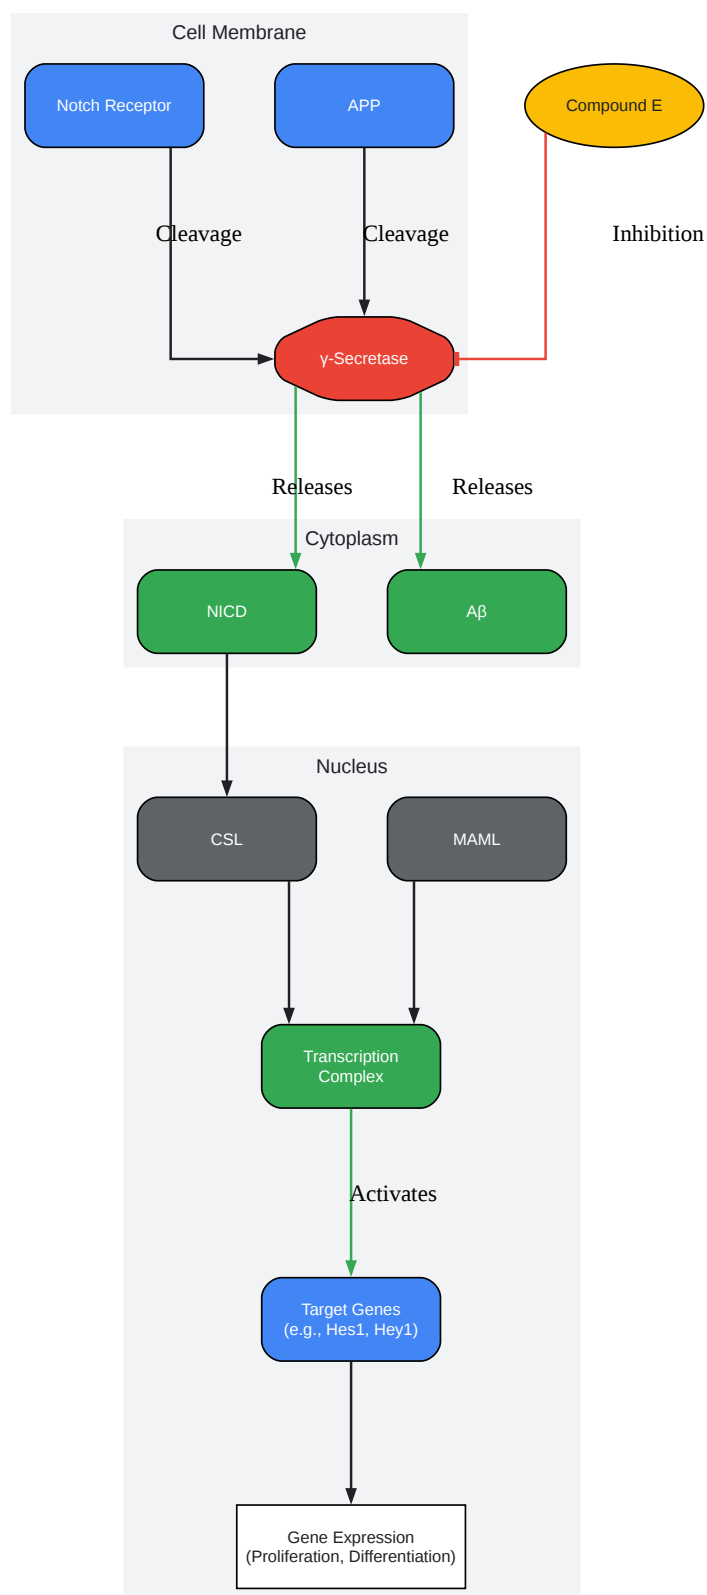 Cell Membrane
Notch Receptor
APP
Compound E
Cleavage
Cleavage
Inhibition
γ-Secretase
Releases
Releases
Cytoplasm
NICD
Aβ
Nucleus
CSL
MAML
Transcription
Complex
Activates
Target Genes
(e.g., Hes1, Hey1)
Gene Expression
(Proliferation, Differentiation)